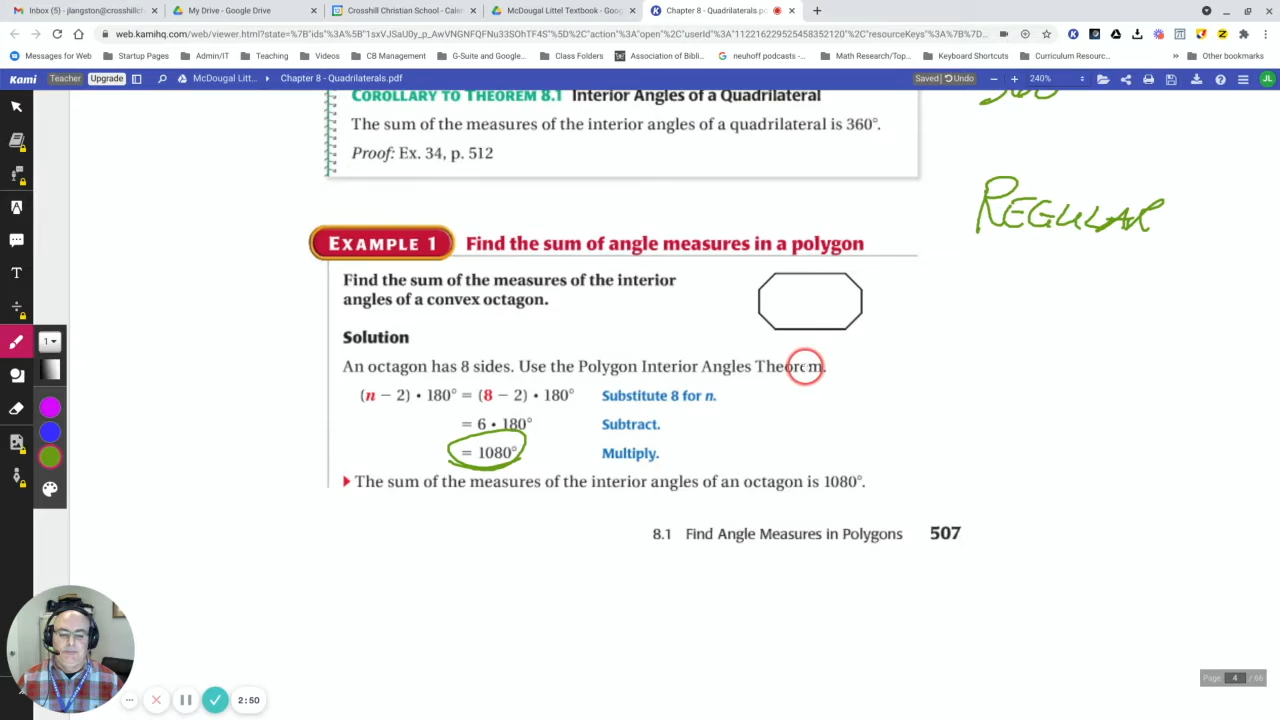 Inbox (5) - jlangston@crosshillch
My Drive - Google Drive
Crosshill Christian School - Cale
McDougal Littel Textbook - Goog
Chapter 8 - Quadrilaterals.p
Messages for Web
Startup Pages
Admin/IT
Teaching
Videos
CB Management
G-Suite and Google...
Class Folders
Association of Bibli...
neuhoff podcasts -...
Math Research/Top...
Keyboard Shortcuts
Curriculum Resourc...
»
Other bookmarks
Kami
Teacher
Upgrade
McDougal Litt...
Chapter 8 - Quadrilaterals.pdf
Saved
Undo
240%
JL
COROLLARY TO THEOREM 8.1 Interior Angles of a Quadrilateral
The sum of the measures of the interior angles of a quadrilateral is 360°.
Proof: Ex. 34, p. 512
REGULAR
EXAMPLE 1 Find the sum of angle measures in a polygon
Find the sum of the measures of the interior
angles of a convex octagon.
Solution
An octagon has 8 sides. Use the Polygon Interior Angles Theorem.
(n − 2) • 180° = (8 − 2) • 180° Substitute 8 for n.
= 6 • 180° Subtract.
= 1080° Multiply.
The sum of the measures of the interior angles of an octagon is 1080°.
8.1 Find Angle Measures in Polygons 507
1
2:50
Page 4 / 66